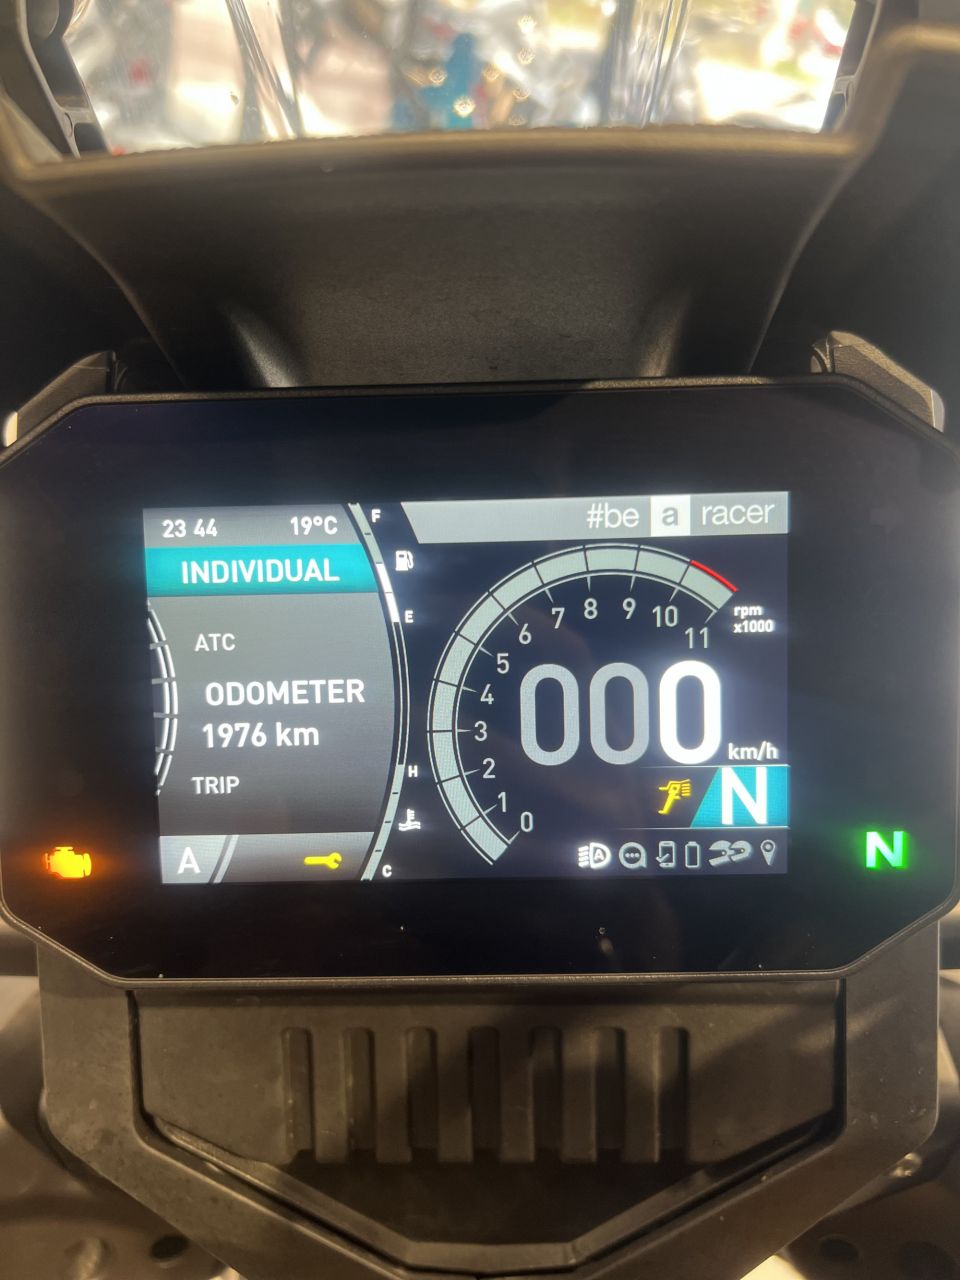 23 44 19°C
#be a racer
INDIVIDUAL
F
E
ATC
ODOMETER
1976 km
TRIP
H
C
A
0
1
2
3
4
5
6
7
8
9
10
11
rpm
x1000
000
km/h
N
A
N